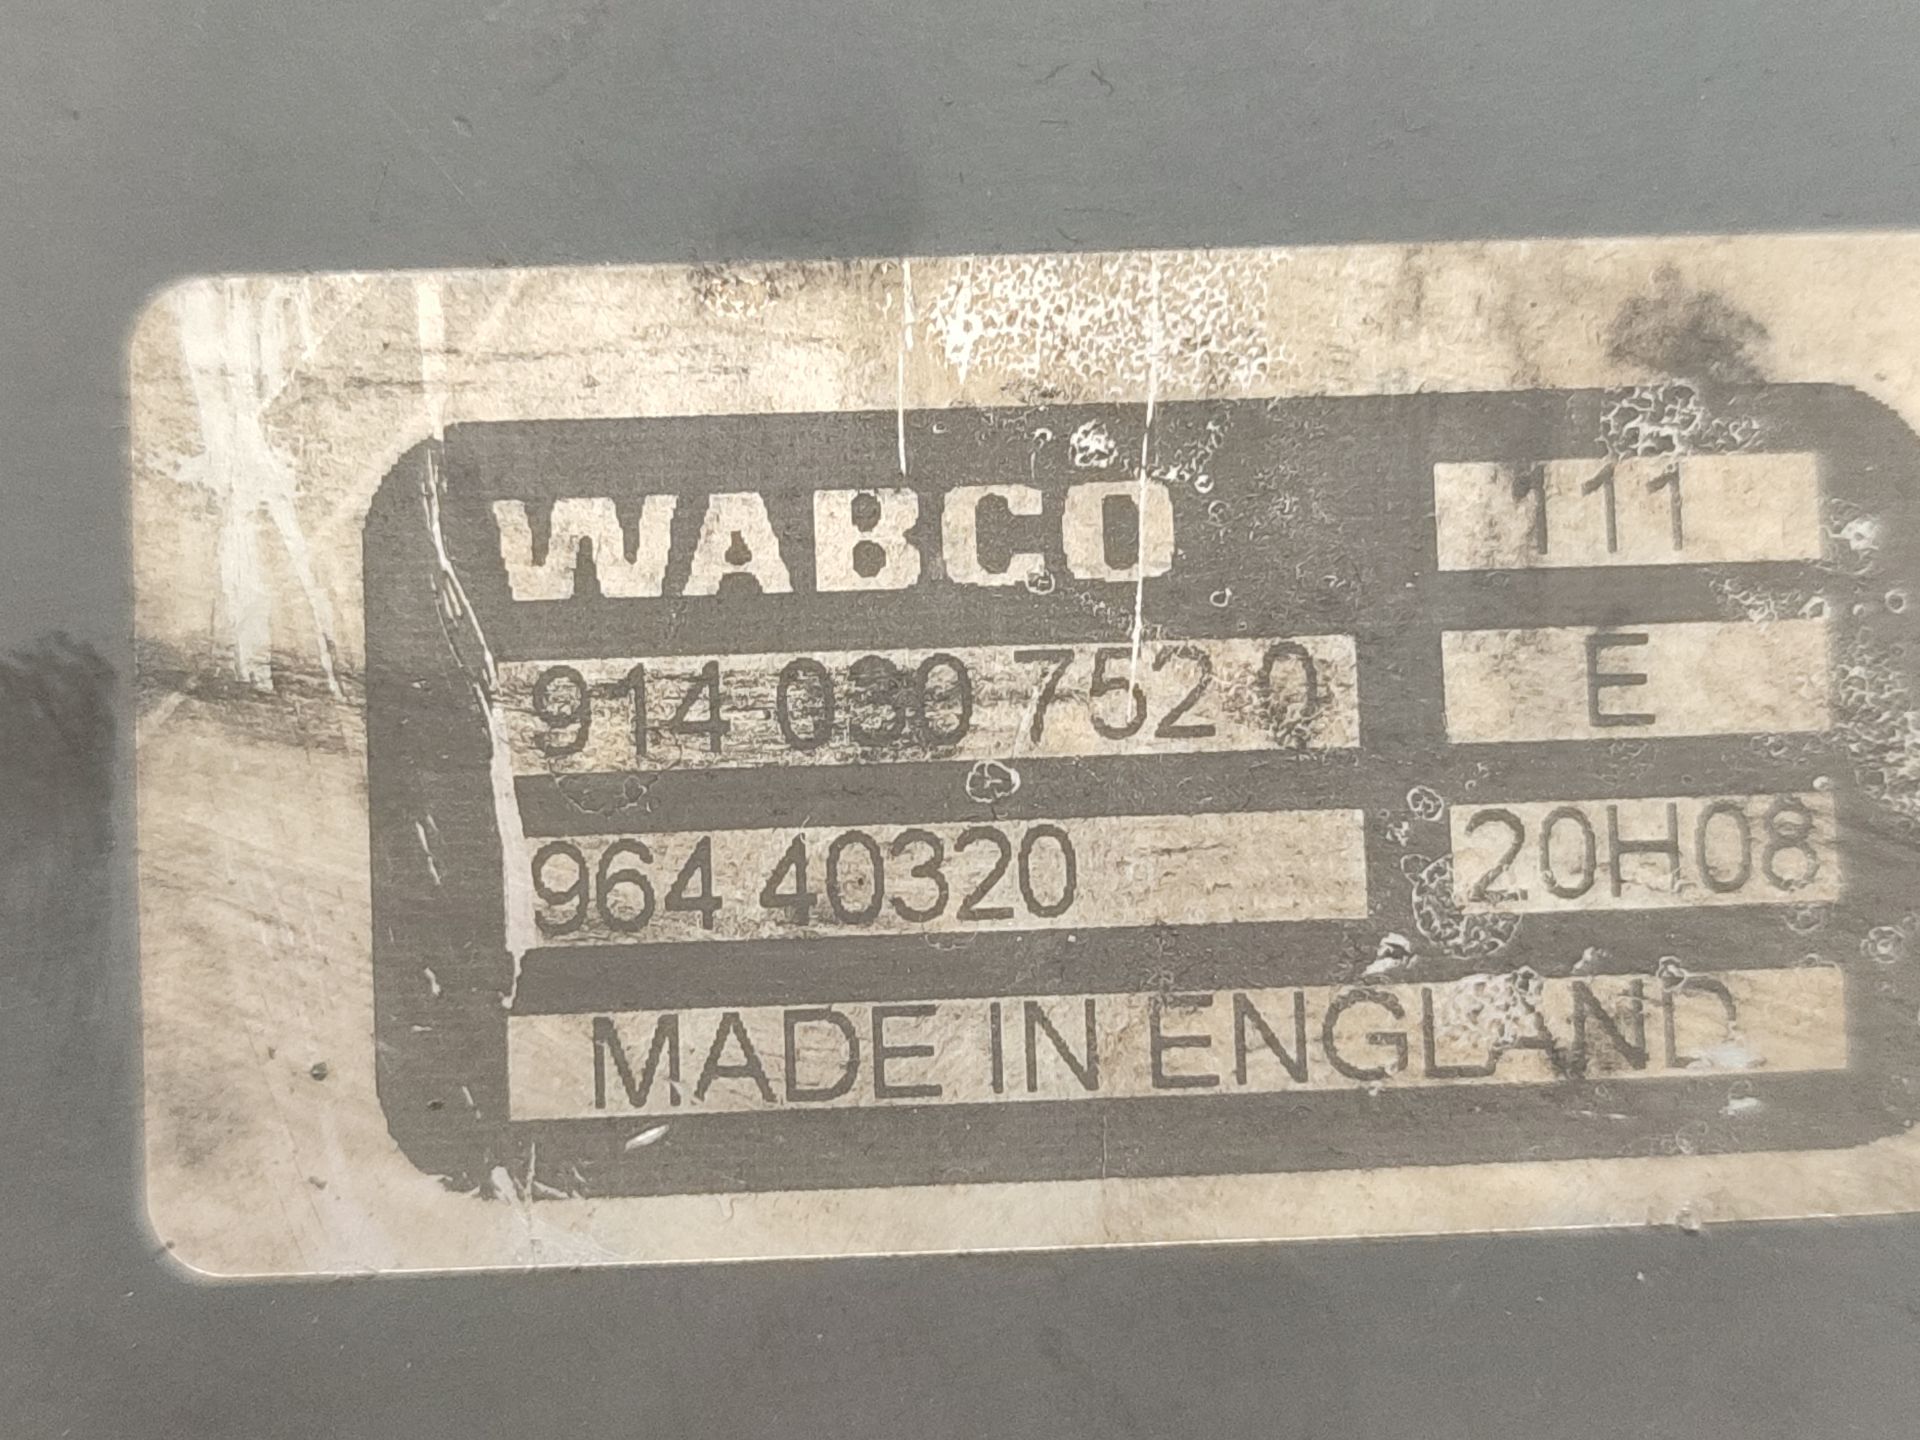 WABCO 111
914 030 752 0 E
964 40320 20H08
MADE IN ENGLAND